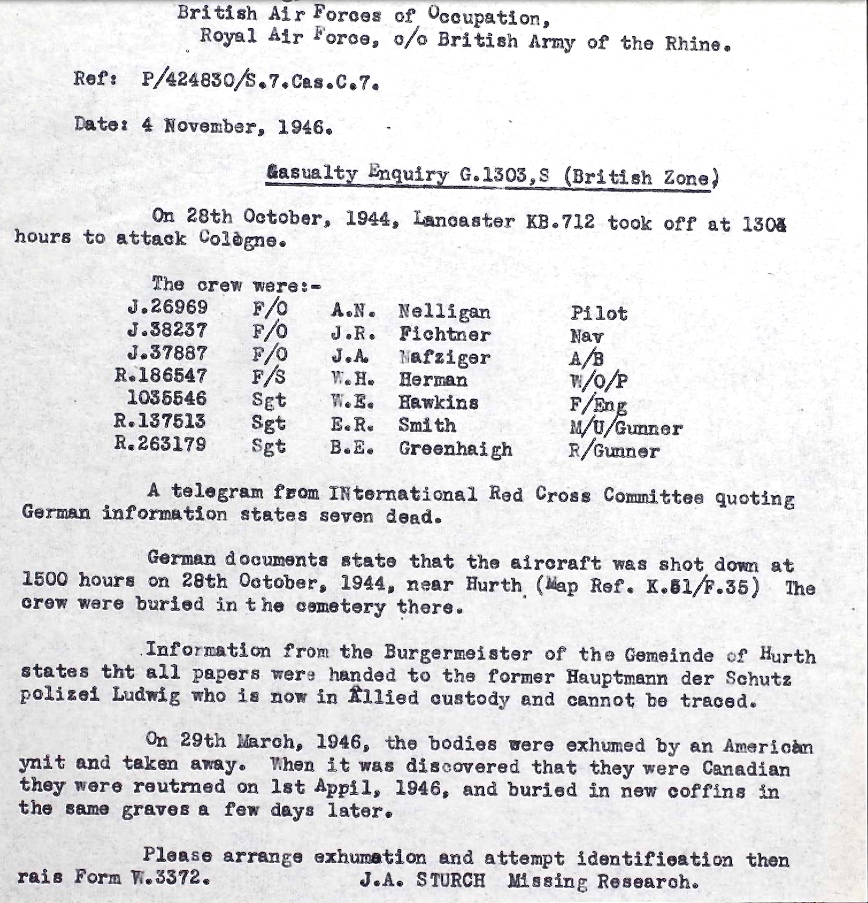 British Air Forces of Occupation,
Royal Air Force, c/o British Army of the Rhine.
Ref: P/424830/S.7.Cas.C.7.
Date: 4 November, 1946.
Casualty Enquiry G.1303,S (British Zone)
On 28th October, 1944, Lancaster KB.712 took off at
hours to attack Cologne.
The crew were:-
J.26969 F/O A.N. Nelligan Pilot
J.38237 F/O J.R. Fichtner Nav
J.37887 F/O J.A. Nafziger A/B
R.186547 F/S W.H. Herman W/O/P
1035546 Sgt W.E. Hawkins F/Eng
R.137513 Sgt E.R. Smith M/U/Gunner
R.263179 Sgt B.E. Greenhaigh R/Gunner
A telegram from INternational Red Cross Committee quoting
German information states seven dead.
German documents state that the aircraft was shot down at
1500 hours on 28th October, 1944, near Hurth (Map Ref. K.51/F.35) The
crew were buried in the cemetery there.
Information from the Burgermeister of the Gemeinde of Hurth
states tht all papers were handed to the former Hauptmann der Schutz
polizei Ludwig who is now in Allied custody and cannot be traced.
On 29th March, 1946, the bodies were exhumed by an American
ynit and taken away. When it was discovered that they were Canadian
they were reutrned on 1st Appil, 1946, and buried in new coffins in
the same graves a few days later.
Please arrange exhumation and attempt identification then
rais Form W.3372. J.A. STURCH Missing Research.